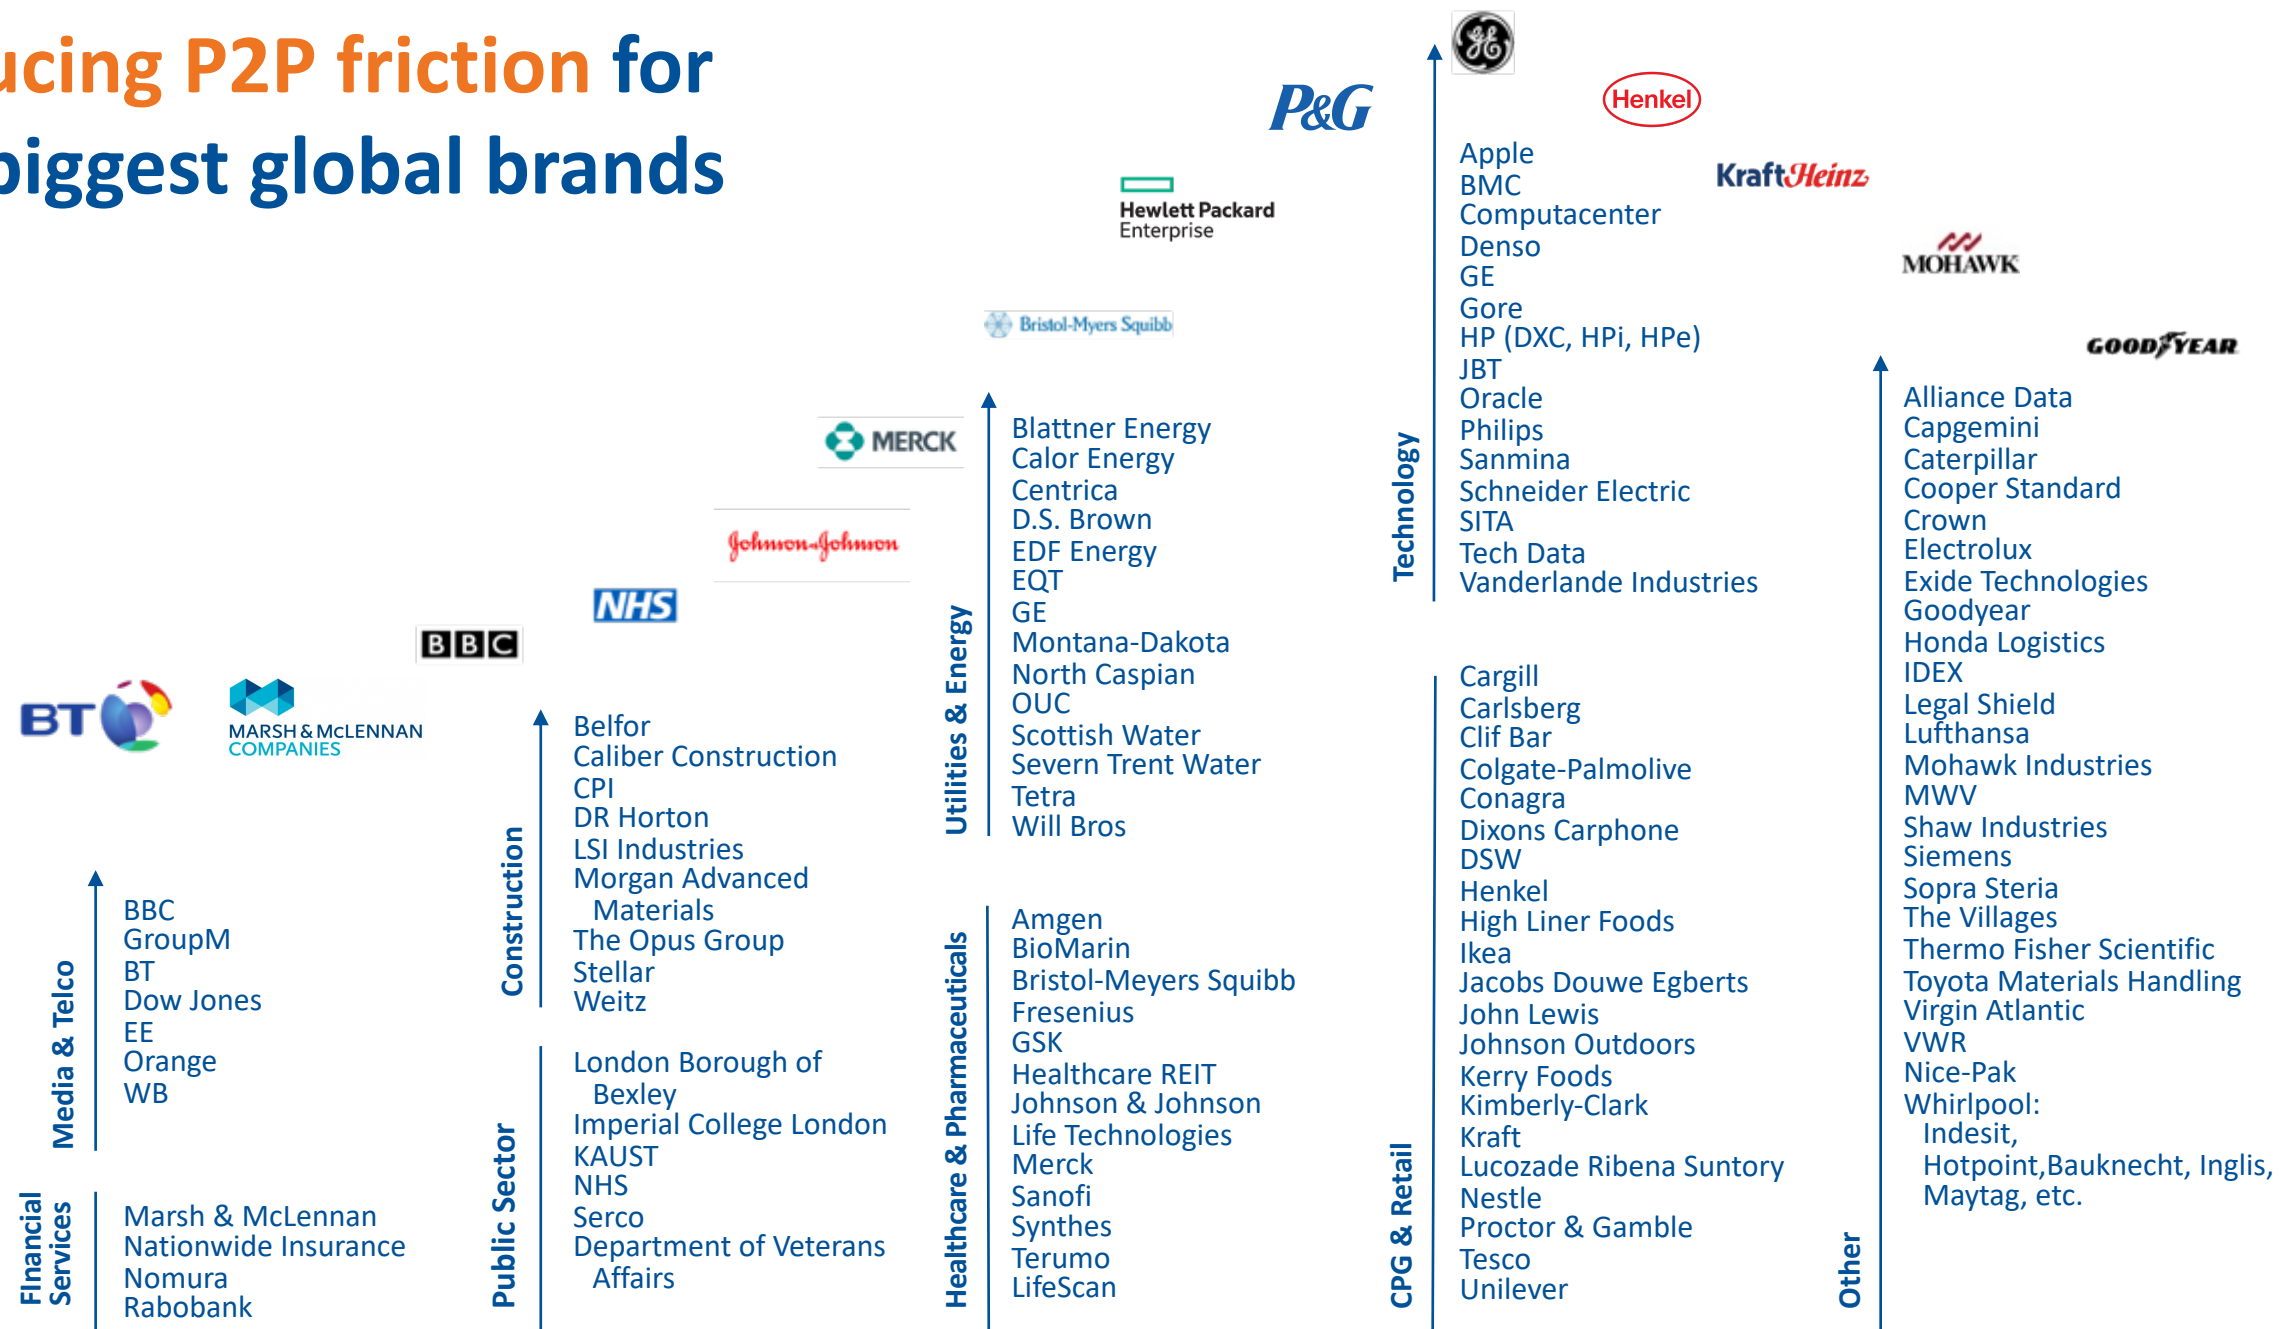 ucing P2P friction for
biggest global brands
BT
MARSH & McLENNAN
COMPANIES
BBC
NHS
Johnson & Johnson
MERCK
Bristol-Myers Squibb
Hewlett Packard
Enterprise
P&G
GE
Henkel
Kraft Heinz
MOHAWK
GOODYEAR
Media & Telco
BBC
GroupM
BT
Dow Jones
EE
Orange
WB
FInancial
Services
Marsh & McLennan
Nationwide Insurance
Nomura
Rabobank
Construction
Belfor
Caliber Construction
CPI
DR Horton
LSI Industries
Morgan Advanced
Materials
The Opus Group
Stellar
Weitz
Public Sector
London Borough of
Bexley
Imperial College London
KAUST
NHS
Serco
Department of Veterans
Affairs
Utilities & Energy
Blattner Energy
Calor Energy
Centrica
D.S. Brown
EDF Energy
EQT
GE
Montana-Dakota
North Caspian
OUC
Scottish Water
Severn Trent Water
Tetra
Will Bros
Healthcare & Pharmaceuticals
Amgen
BioMarin
Bristol-Meyers Squibb
Fresenius
GSK
Healthcare REIT
Johnson & Johnson
Life Technologies
Merck
Sanofi
Synthes
Terumo
LifeScan
Technology
Apple
BMC
Computacenter
Denso
GE
Gore
HP (DXC, HPi, HPe)
JBT
Oracle
Philips
Sanmina
Schneider Electric
SITA
Tech Data
Vanderlande Industries
CPG & Retail
Cargill
Carlsberg
Clif Bar
Colgate-Palmolive
Conagra
Dixons Carphone
DSW
Henkel
High Liner Foods
Ikea
Jacobs Douwe Egberts
John Lewis
Johnson Outdoors
Kerry Foods
Kimberly-Clark
Kraft
Lucozade Ribena Suntory
Nestle
Proctor & Gamble
Tesco
Unilever
Other
Alliance Data
Capgemini
Caterpillar
Cooper Standard
Crown
Electrolux
Exide Technologies
Goodyear
Honda Logistics
IDEX
Legal Shield
Lufthansa
Mohawk Industries
MWV
Shaw Industries
Siemens
Sopra Steria
The Villages
Thermo Fisher Scientific
Toyota Materials Handling
Virgin Atlantic
VWR
Nice-Pak
Whirlpool:
Indesit,
Hotpoint,Bauknecht, Inglis,
Maytag, etc.